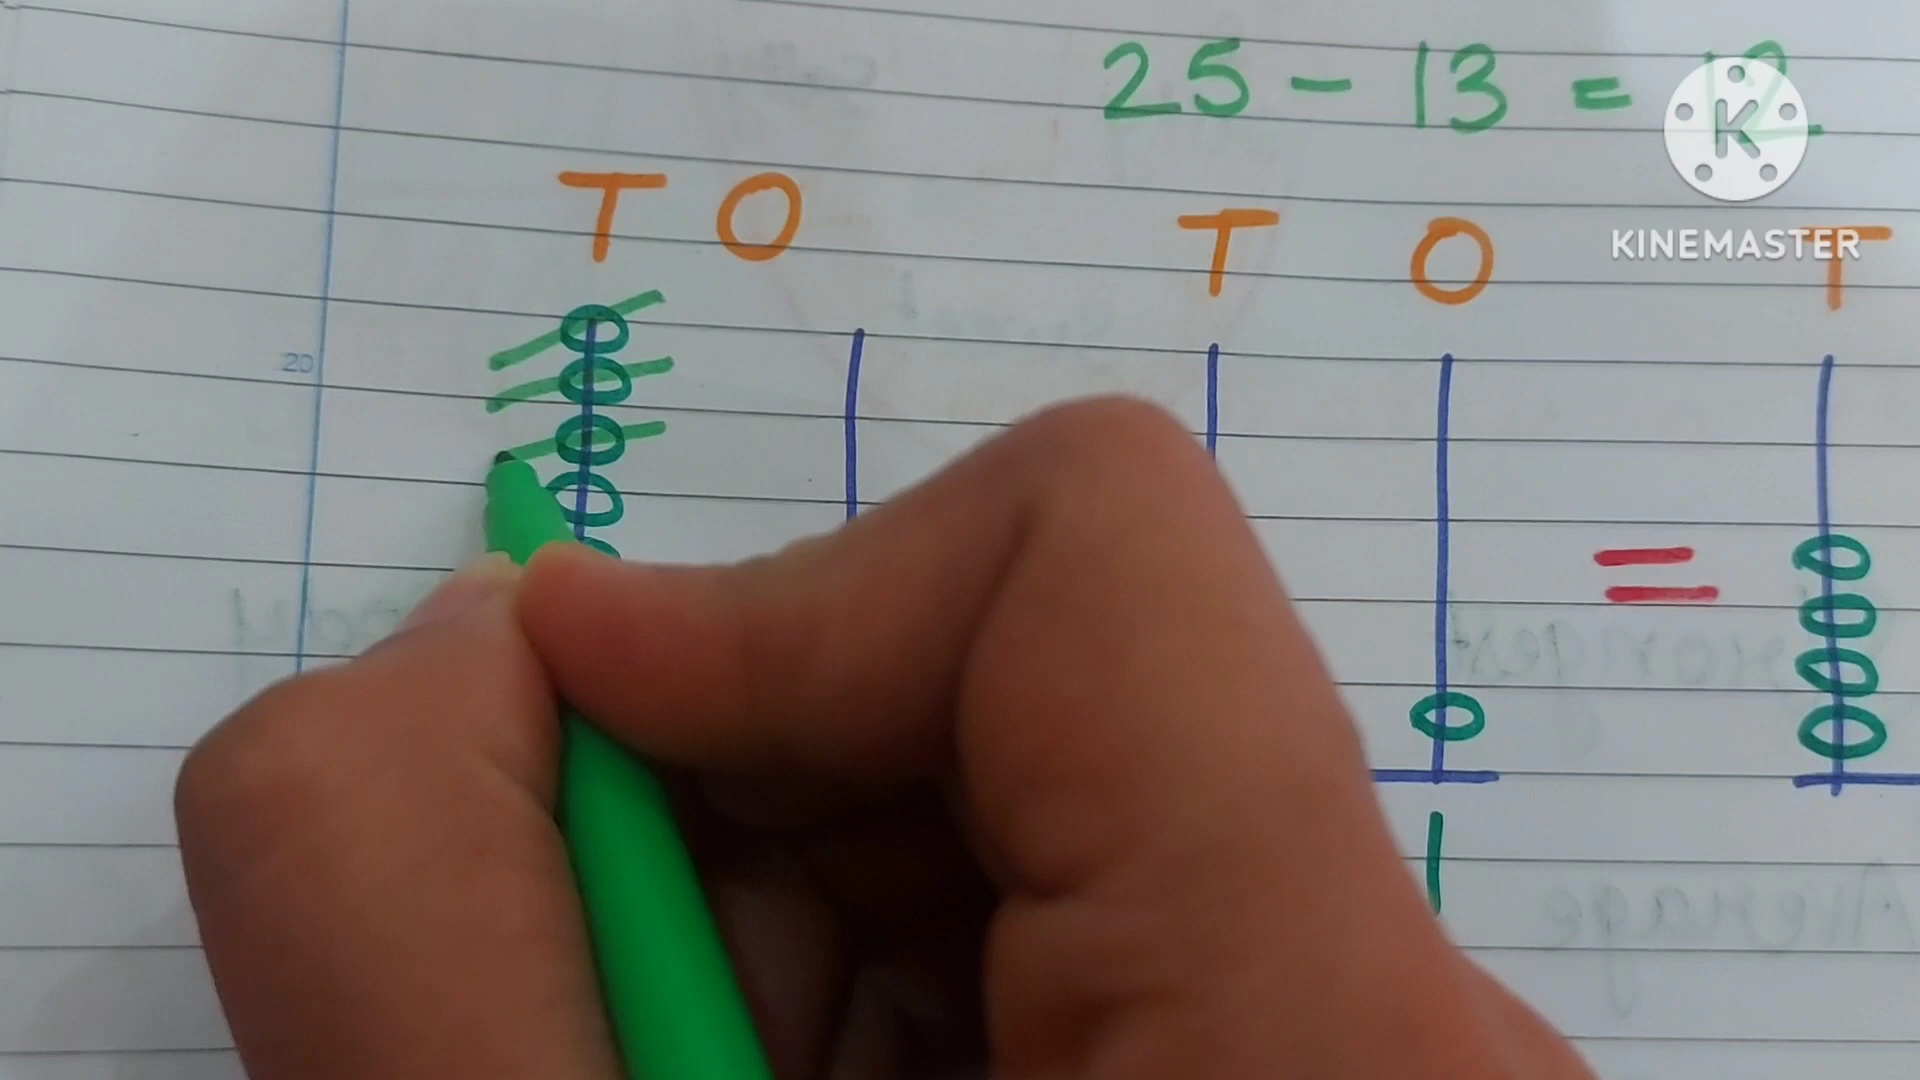 25 - 13 = 12
K
KINEMASTER
T O T O T
20
=
1